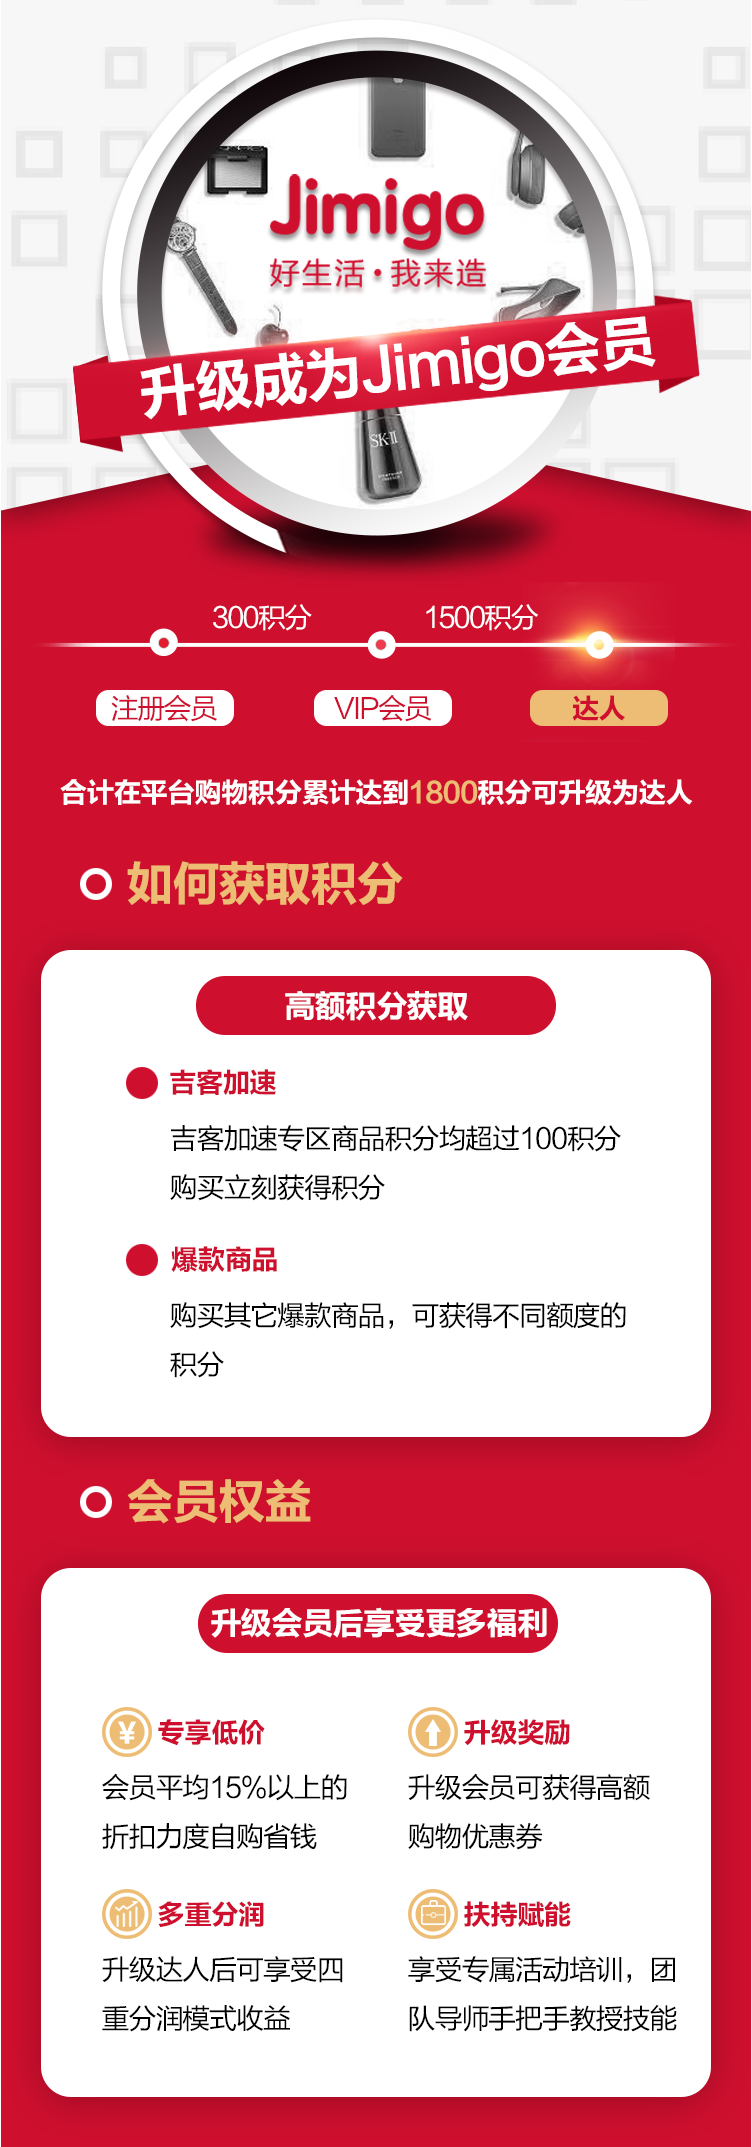 Jimigo
好生活·我来造
升级成为Jimigo会员
SK-II
300积分 1500积分
注册会员 VIP会员 达人
合计在平台购物积分累计达到1800积分可升级为达人
如何获取积分
高额积分获取
吉客加速
吉客加速专区商品积分均超过100积分
购买立刻获得积分
爆款商品
购买其它爆款商品，可获得不同额度的
积分
会员权益
升级会员后享受更多福利
¥ 专享低价
会员平均15%以上的
折扣力度自购省钱
升级奖励
升级会员可获得高额
购物优惠券
多重分润
升级达人后可享受四
重分润模式收益
扶持赋能
享受专属活动培训，团
队导师手把手教授技能